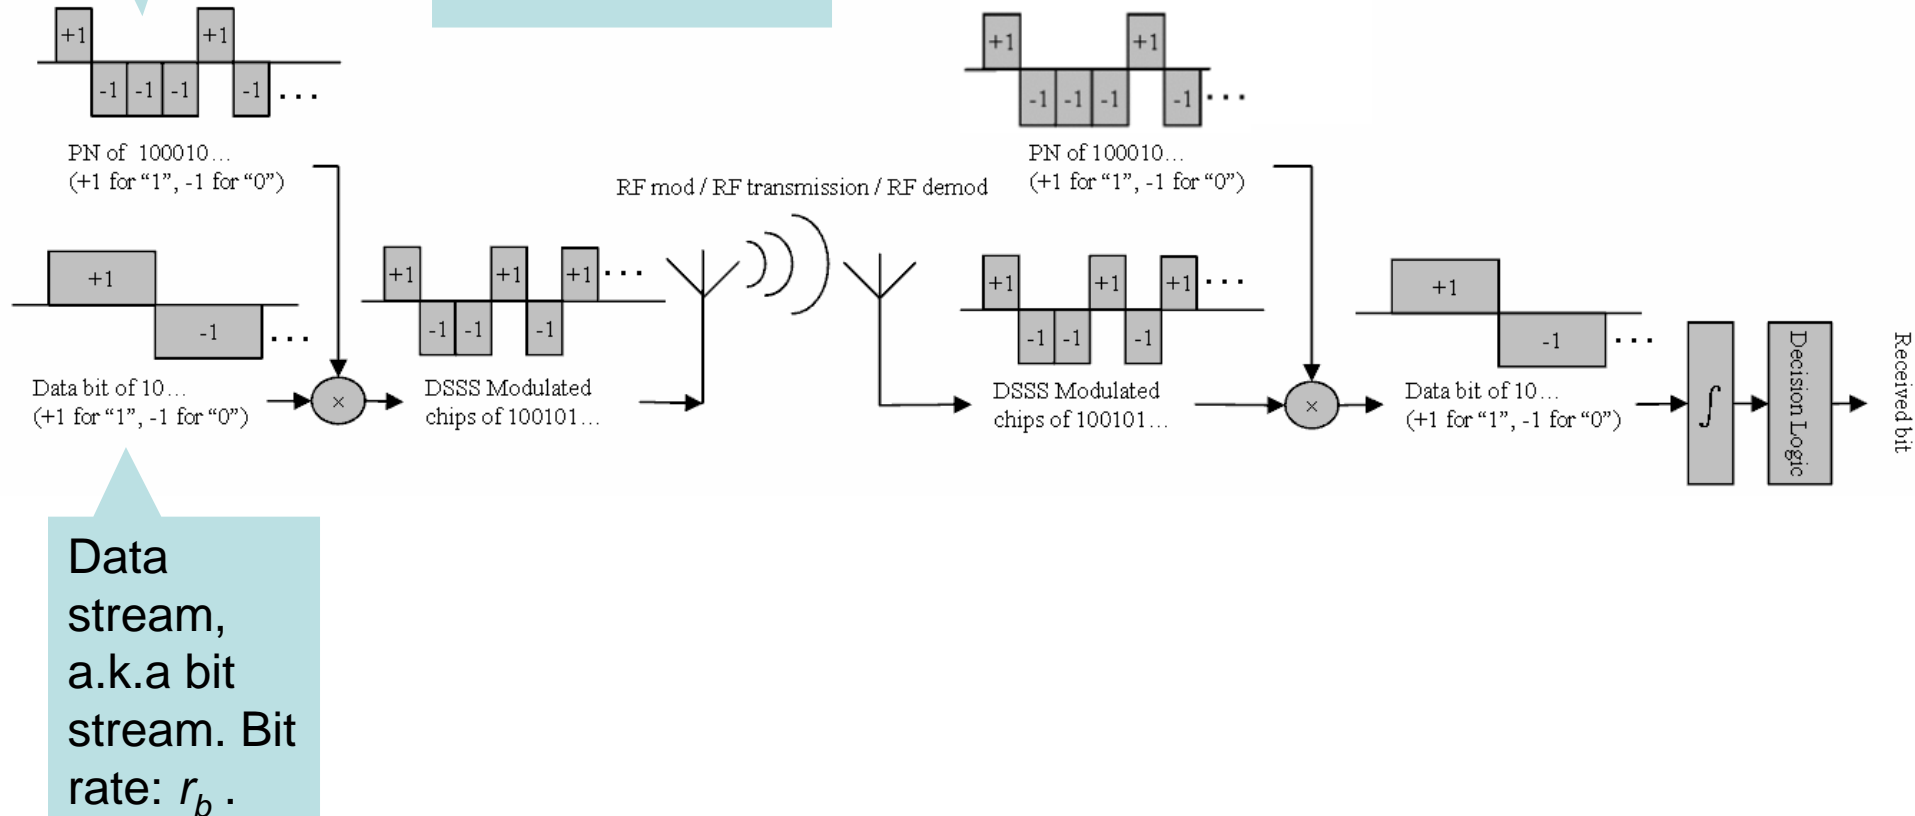 +1
+1
-1
-1
-1
-1
...
PN of 100010...
(+1 for “1”, -1 for “0”)
+1
-1
...
Data bit of 10...
(+1 for “1”, -1 for “0”)
×
+1
+1
+1
...
-1
-1
-1
DSSS Modulated
chips of 100101...
RF mod / RF transmission / RF demod
+1
+1
-1
-1
-1
-1
...
PN of 100010...
(+1 for “1”, -1 for “0”)
+1
+1
+1
...
-1
-1
-1
DSSS Modulated
chips of 100101...
×
+1
-1
...
Data bit of 10...
(+1 for “1”, -1 for “0”)
∫
Decision Logic
Received bit
Data
stream,
a.k.a bit
stream. Bit
rate: r_b .